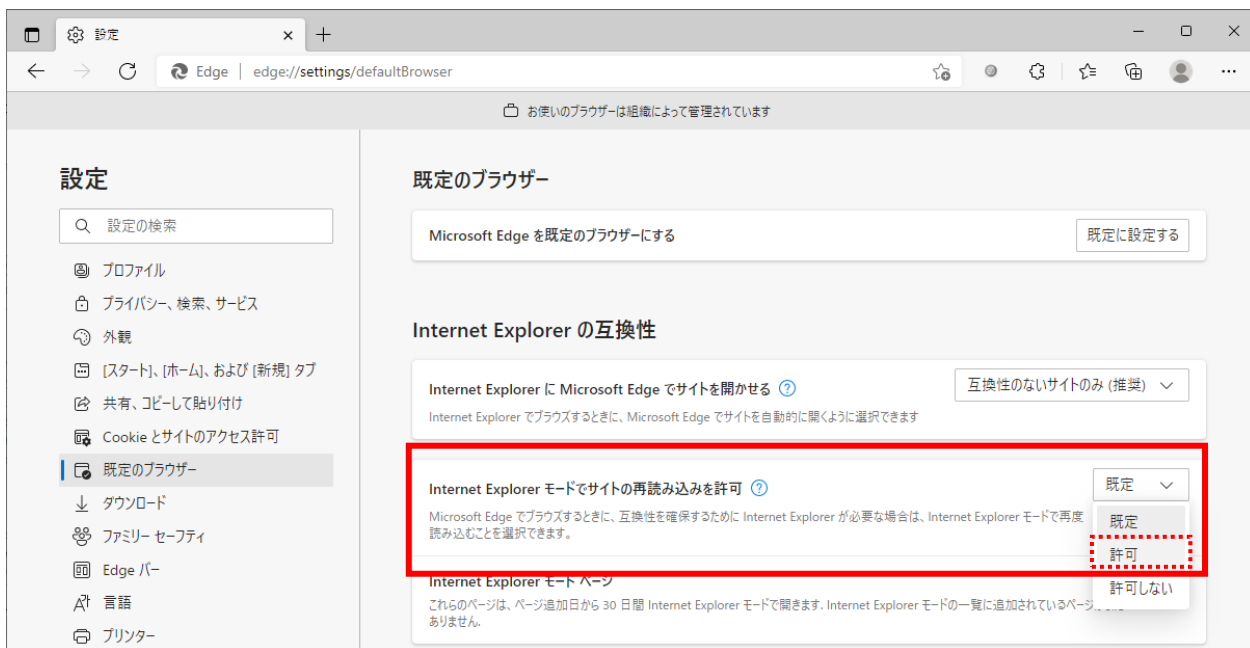 設定
Edge
edge://settings/defaultBrowser
お使いのブラウザーは組織によって管理されています
設定
設定の検索
プロファイル
プライバシー、検索、サービス
外観
[スタート]、[ホーム]、および [新規] タブ
共有、コピーして貼り付け
Cookie とサイトのアクセス許可
既定のブラウザー
ダウンロード
ファミリー セーフティ
Edge バー
言語
プリンター
既定のブラウザー
Microsoft Edge を既定のブラウザーにする
既定に設定する
Internet Explorer の互換性
Internet Explorer に Microsoft Edge でサイトを開かせる
互換性のないサイトのみ (推奨)
Internet Explorer でブラウズするときに、Microsoft Edge でサイトを自動的に開くように選択できます
Internet Explorer モードでサイトの再読み込みを許可
既定
Microsoft Edge でブラウズするときに、互換性を確保するために Internet Explorer が必要な場合は、Internet Explorer モードで再度
読み込むことを選択できます。
既定
許可
許可しない
Internet Explorer モード ページ
これらのページは、ページ追加日から 30 日間 Internet Explorer モードで開きます. Internet Explorer モードの一覧に追加されているページ
ありません.